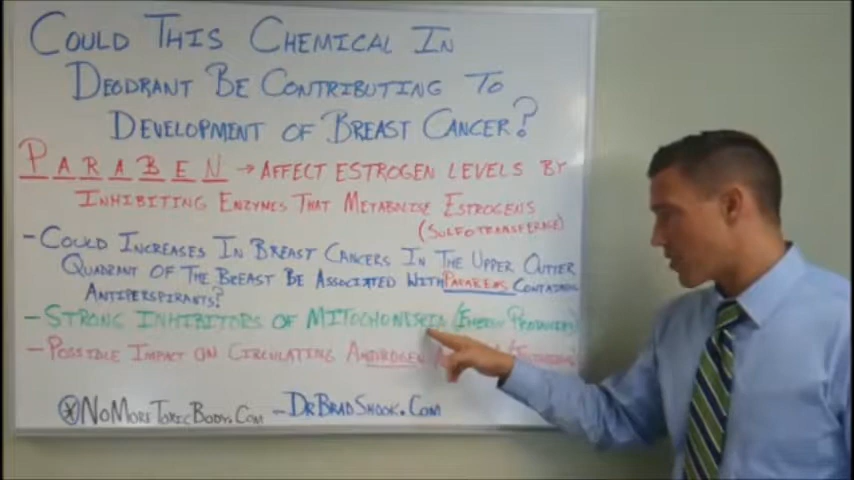 COULD THIS CHEMICAL IN
DEODRANT BE CONTRIBUTING TO
DEVELOPMENT OF BREAST CANCER?
PARABEN → AFFECT ESTROGEN LEVELS BY
INHIBITING ENZYMES THAT METABOLIZE ESTROGENS
(SULFOTRANSFERASE)
- COULD INCREASES IN BREAST CANCERS IN THE UPPER OUTTER
QUADRANT OF THE BREAST BE ASSOCIATED WITH PARABENS CONTAINING
ANTIPERSPIRANTS?
- STRONG INHIBITORS OF MITOCHONDRIA (ENERGY PRODUCERS)
- POSSIBLE IMPACT ON CIRCULATING ANDROGEN
NOMORETOXICBODY.COM - DRBRADSHOOK.COM